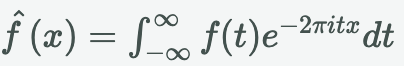 f̂ (x) = ∫_{-∞}^{∞} f(t)e^{-2πitx} dt